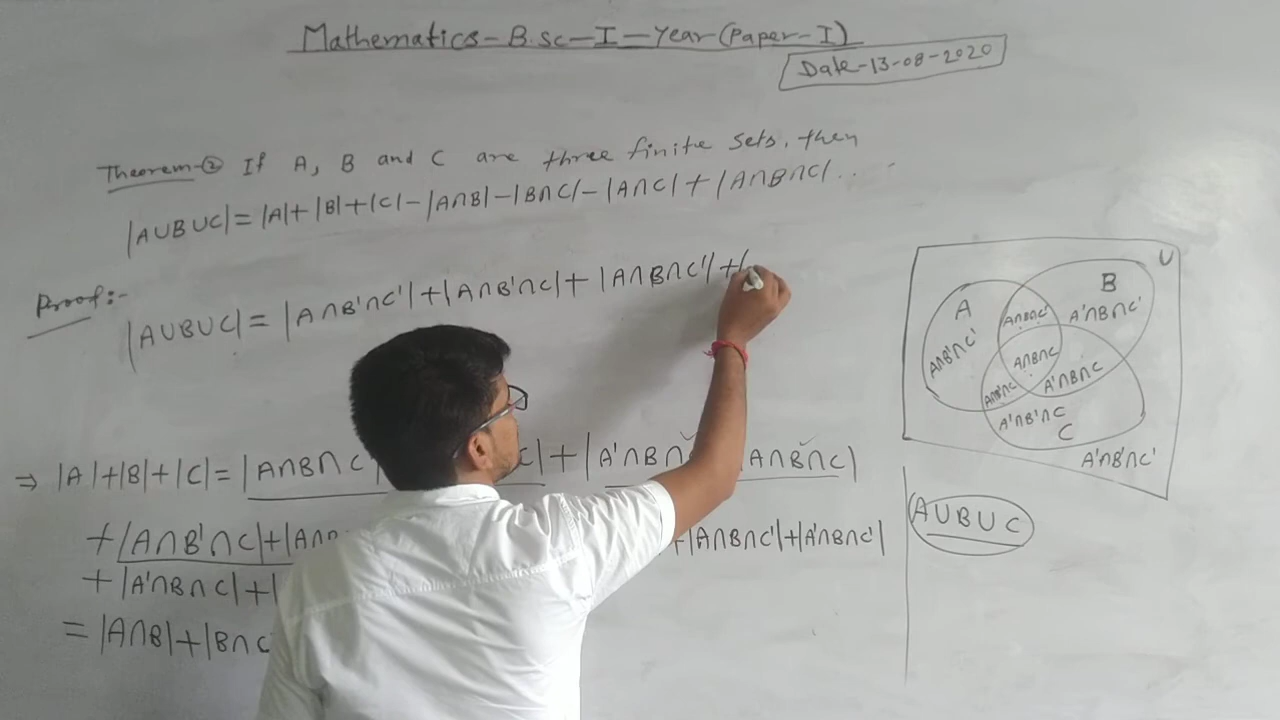 Mathematics-B.Sc-I-Year(Paper-I)
Date-13-08-2020
Theorem-② If A, B and C are three finite sets, then
|A∪B∪C|=|A|+|B|+|C|-|A∩B|-|B∩C|-|A∩C|+|A∩B∩C|...
Proof:-
|A∪B∪C|=|A∩B'∩C'|+|A∩B'∩C|+|A∩B∩C'|+|
⇒ |A|+|B|+|C|=|A∩B∩C| C|+|A'∩B∩ |A∩B∩C|
+|A∩B'∩C|+|A∩ +|A∩B∩C'|+|A'∩B∩C'|
+|A'∩B∩C|+|
=|A∩B|+|B∩C
U
A
B
A∩B∩C'
A'∩B∩C'
A∩B'∩C'
A∩B∩C
A'∩B∩C
A∩B'∩C
A'∩B'∩C
C
A'∩B'∩C'
A∪B∪C